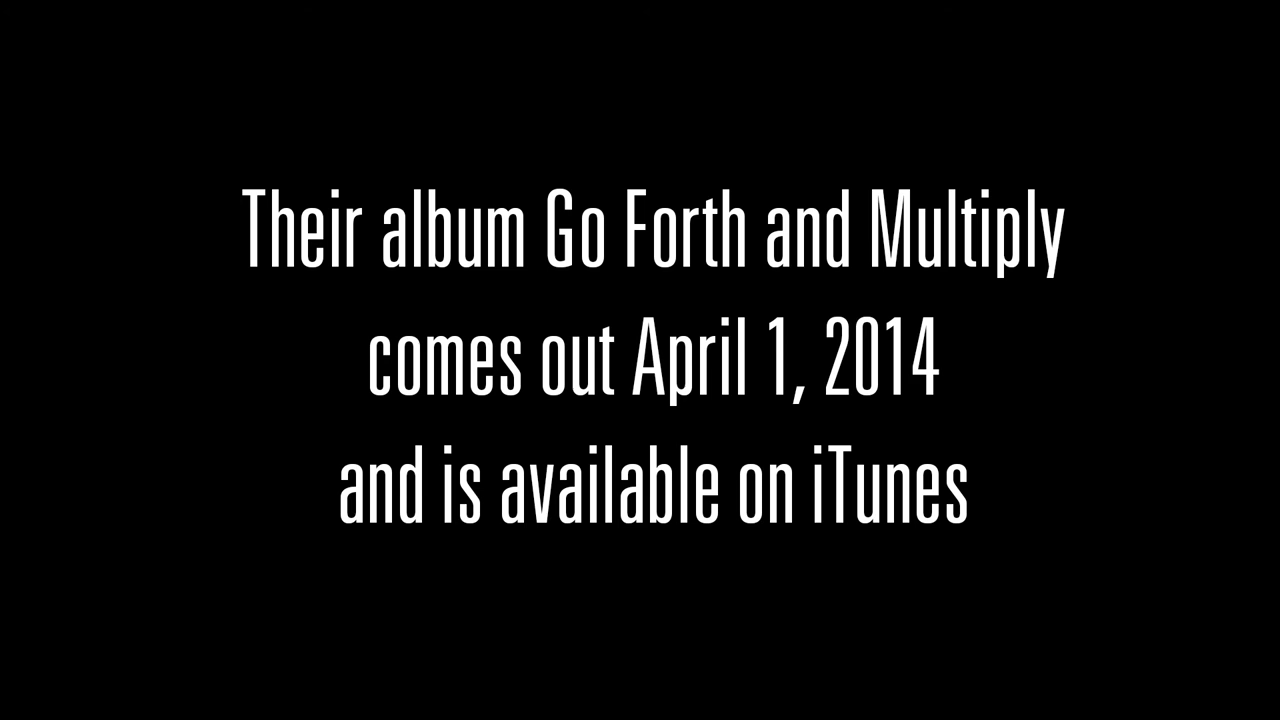 Their album Go Forth and Multiply
comes out April 1, 2014
and is available on iTunes